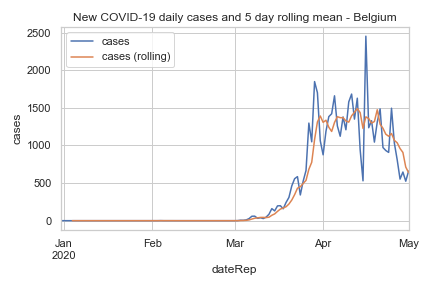 New COVID-19 daily cases and 5 day rolling mean - Belgium
cases
cases (rolling)
2500
2000
1500
1000
500
0
cases
Jan
2020
Feb
Mar
Apr
May
dateRep